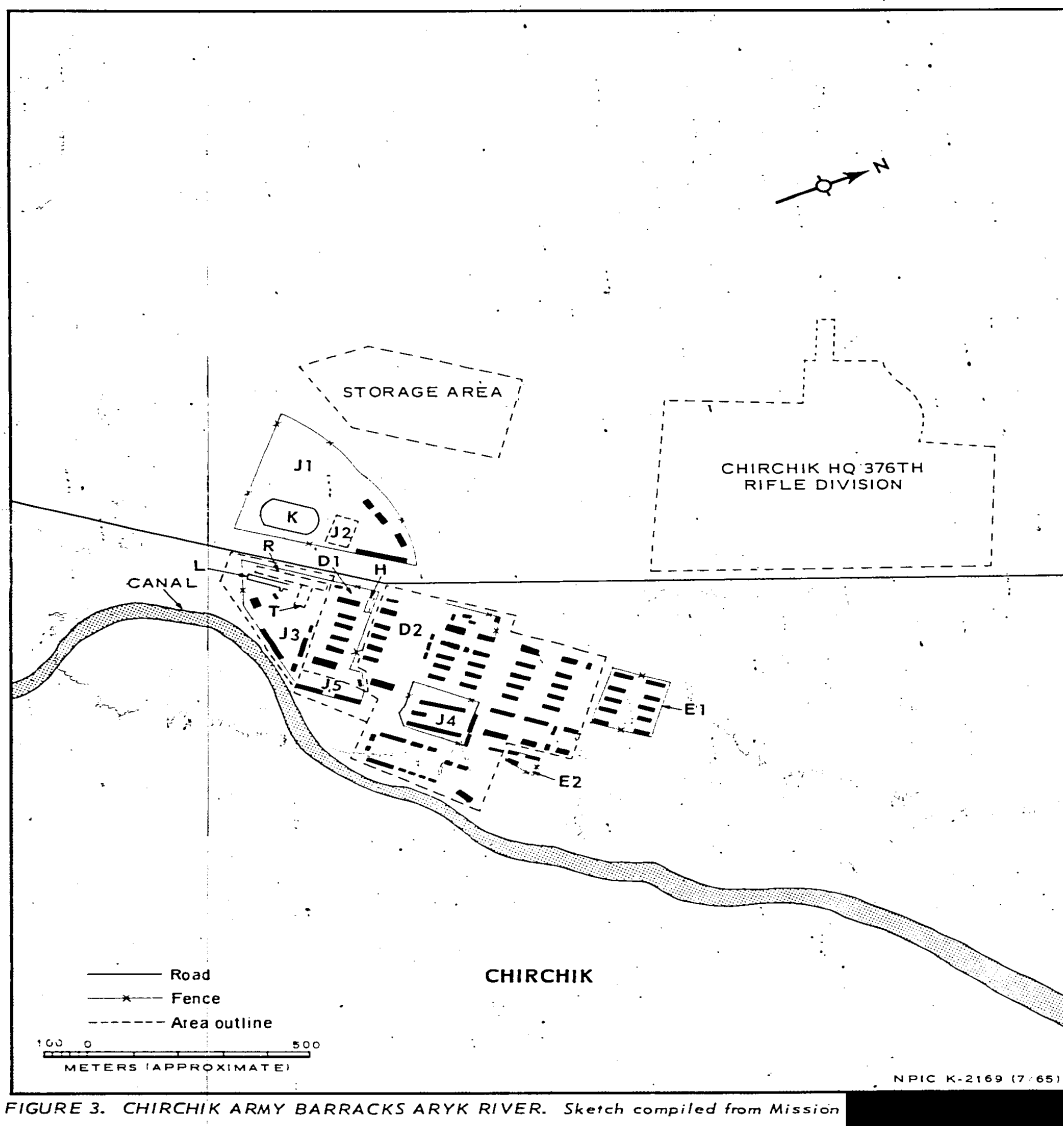 N
STORAGE AREA
J1
CHIRCHIK HQ 376TH
RIFLE DIVISION
K
J2
R
D1
H
L
CANAL
T
D2
J3
J5
J4
E1
E2
CHIRCHIK
Road
Fence
Area outline
100 0 500
METERS (APPROXIMATE)
NPIC K-2169 (7/65)
FIGURE 3. CHIRCHIK ARMY BARRACKS ARYK RIVER. Sketch compiled from Mission